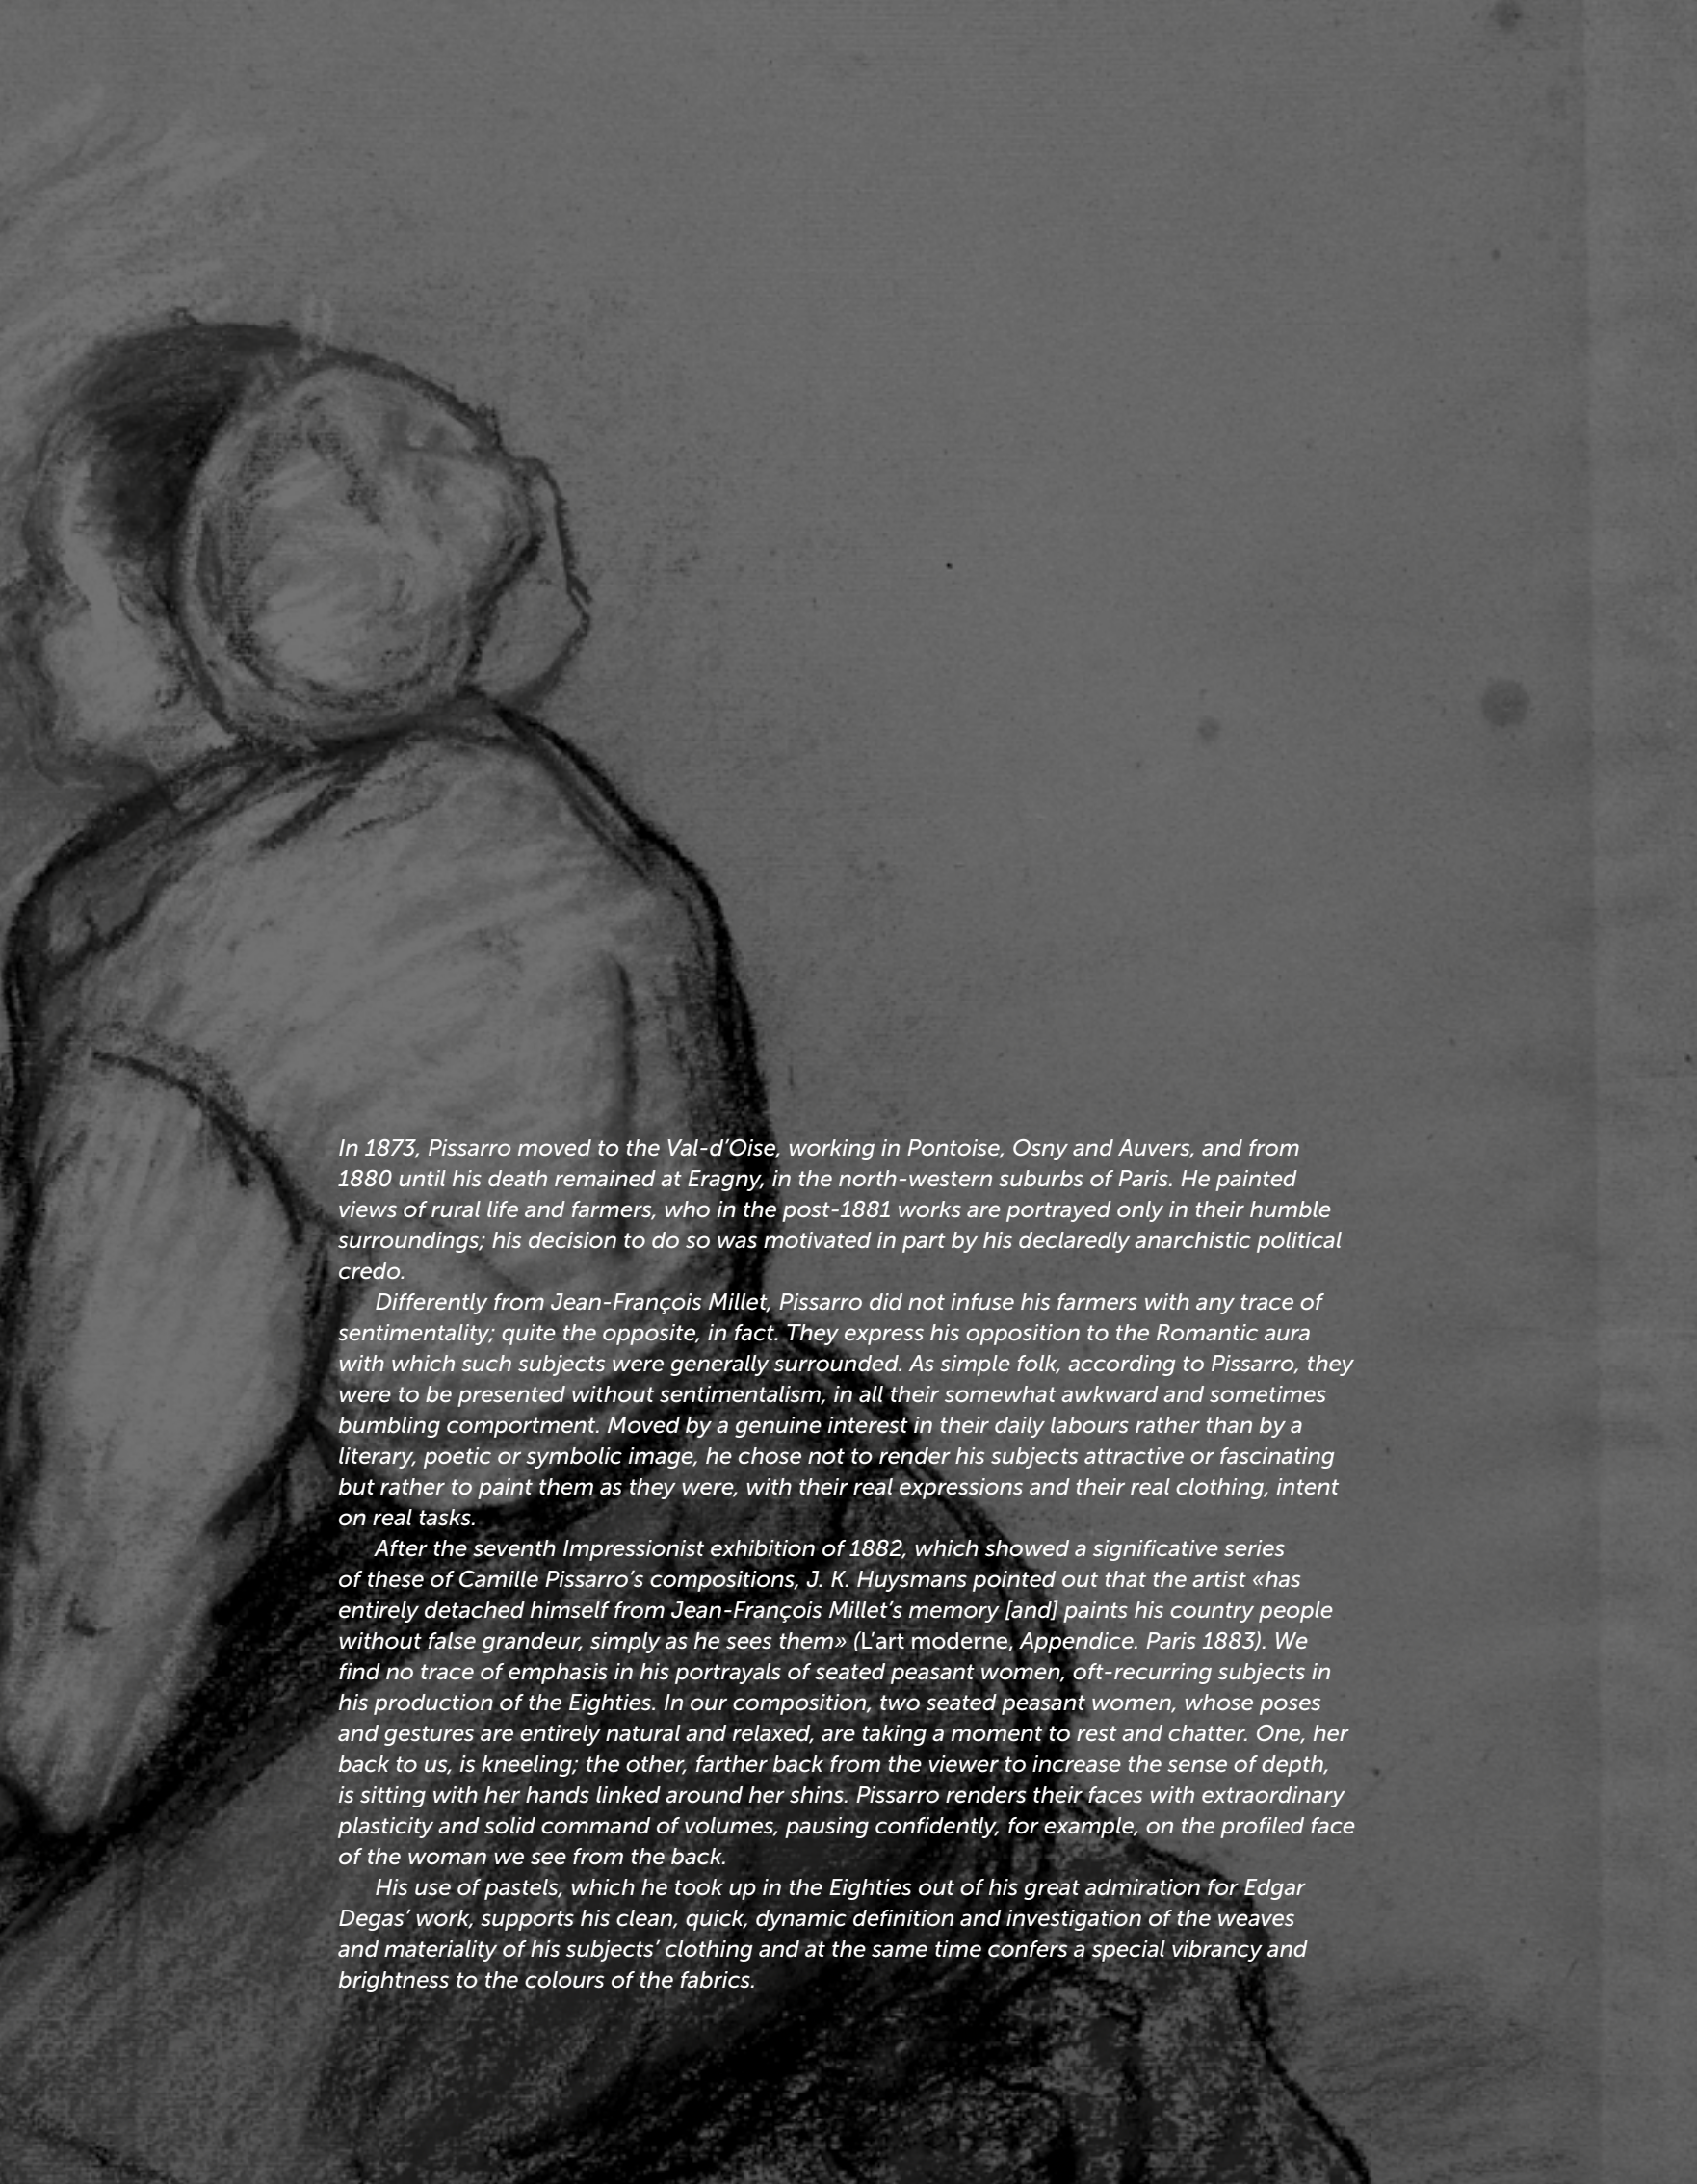 In 1873, Pissarro moved to the Val-d’Oise, working in Pontoise, Osny and Auvers, and from
1880 until his death remained at Eragny, in the north-western suburbs of Paris. He painted
views of rural life and farmers, who in the post-1881 works are portrayed only in their humble
surroundings; his decision to do so was motivated in part by his declaredly anarchistic political
credo.
Differently from Jean-François Millet, Pissarro did not infuse his farmers with any trace of
sentimentality; quite the opposite, in fact. They express his opposition to the Romantic aura
with which such subjects were generally surrounded. As simple folk, according to Pissarro, they
were to be presented without sentimentalism, in all their somewhat awkward and sometimes
bumbling comportment. Moved by a genuine interest in their daily labours rather than by a
literary, poetic or symbolic image, he chose not to render his subjects attractive or fascinating
but rather to paint them as they were, with their real expressions and their real clothing, intent
on real tasks.
After the seventh Impressionist exhibition of 1882, which showed a significative series
of these of Camille Pissarro’s compositions, J. K. Huysmans pointed out that the artist «has
entirely detached himself from Jean-François Millet’s memory [and] paints his country people
without false grandeur, simply as he sees them» (L’art moderne, Appendice. Paris 1883). We
find no trace of emphasis in his portrayals of seated peasant women, oft-recurring subjects in
his production of the Eighties. In our composition, two seated peasant women, whose poses
and gestures are entirely natural and relaxed, are taking a moment to rest and chatter. One, her
back to us, is kneeling; the other, farther back from the viewer to increase the sense of depth,
is sitting with her hands linked around her shins. Pissarro renders their faces with extraordinary
plasticity and solid command of volumes, pausing confidently, for example, on the profiled face
of the woman we see from the back.
His use of pastels, which he took up in the Eighties out of his great admiration for Edgar
Degas’ work, supports his clean, quick, dynamic definition and investigation of the weaves
and materiality of his subjects’ clothing and at the same time confers a special vibrancy and
brightness to the colours of the fabrics.